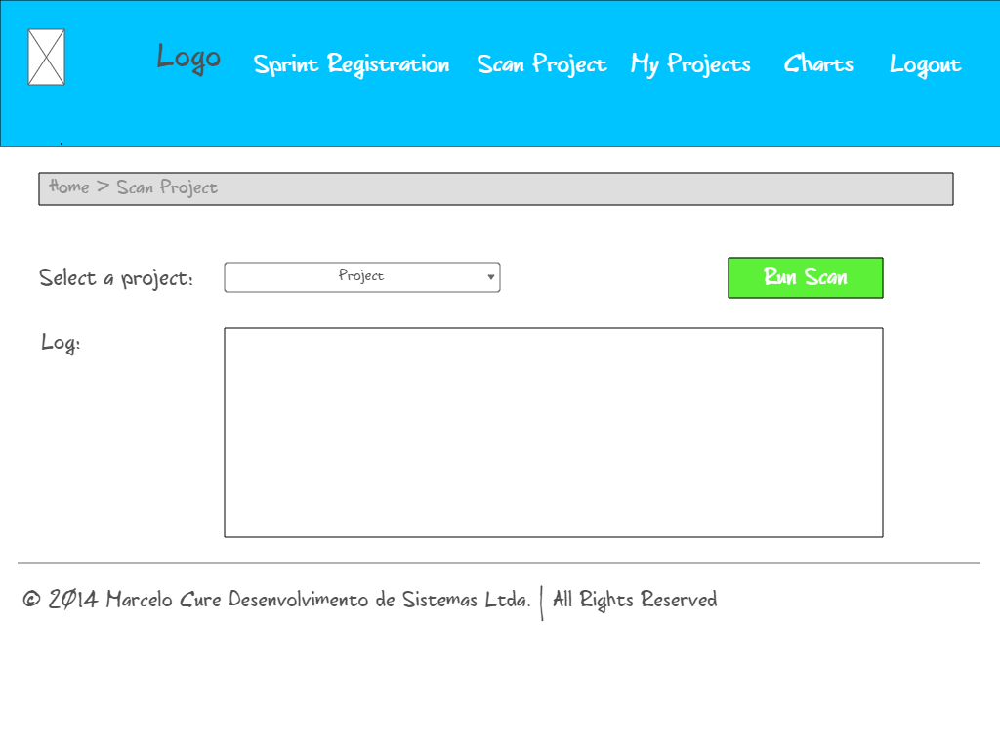 Logo Sprint Registration Scan Project My Projects Charts Logout
Home > Scan Project
Select a project: Project Run Scan
Log:
© 2014 Marcelo Cure Desenvolvimento de Sistemas Ltda. | All Rights Reserved